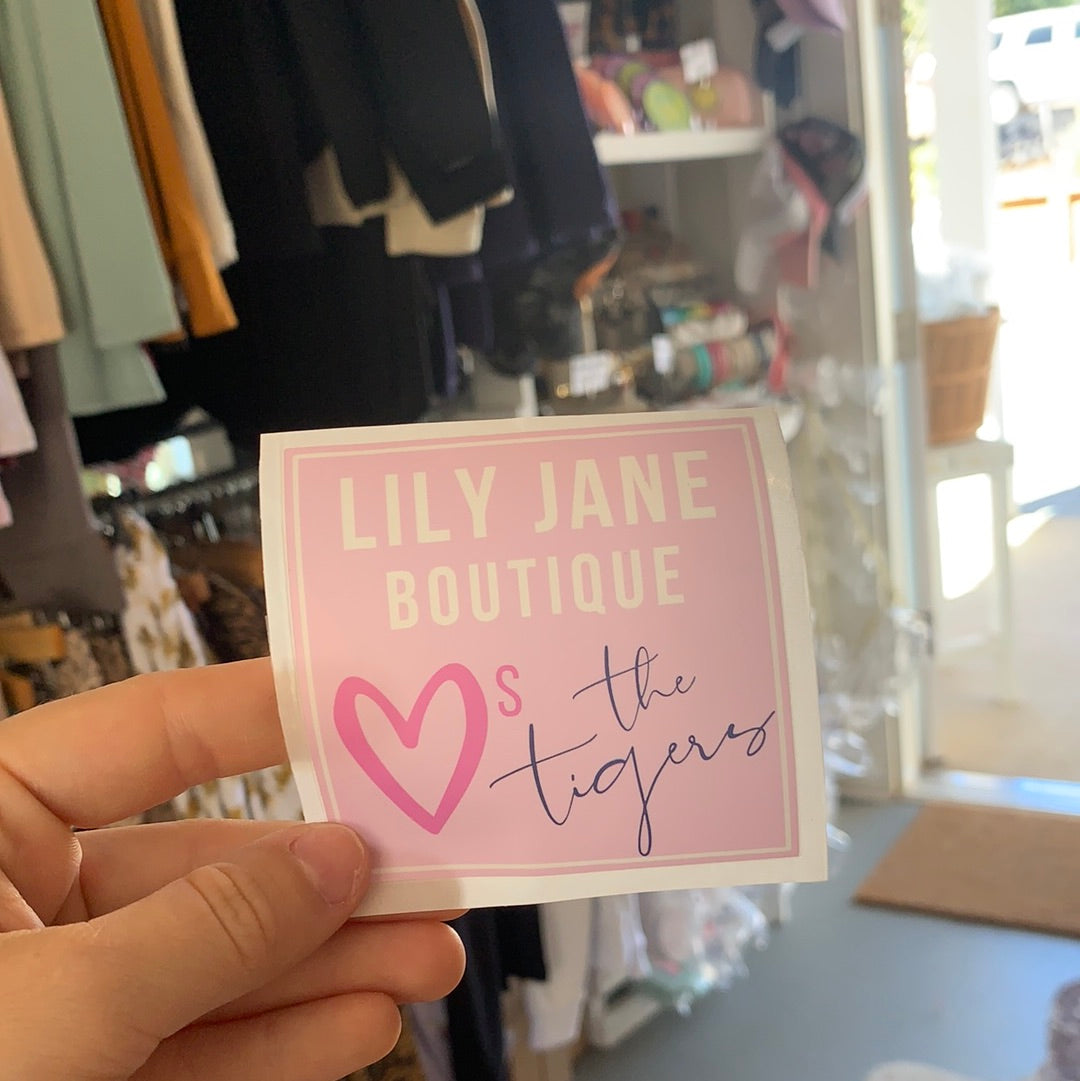 LILY JANE
BOUTIQUE
♡s the
tigers